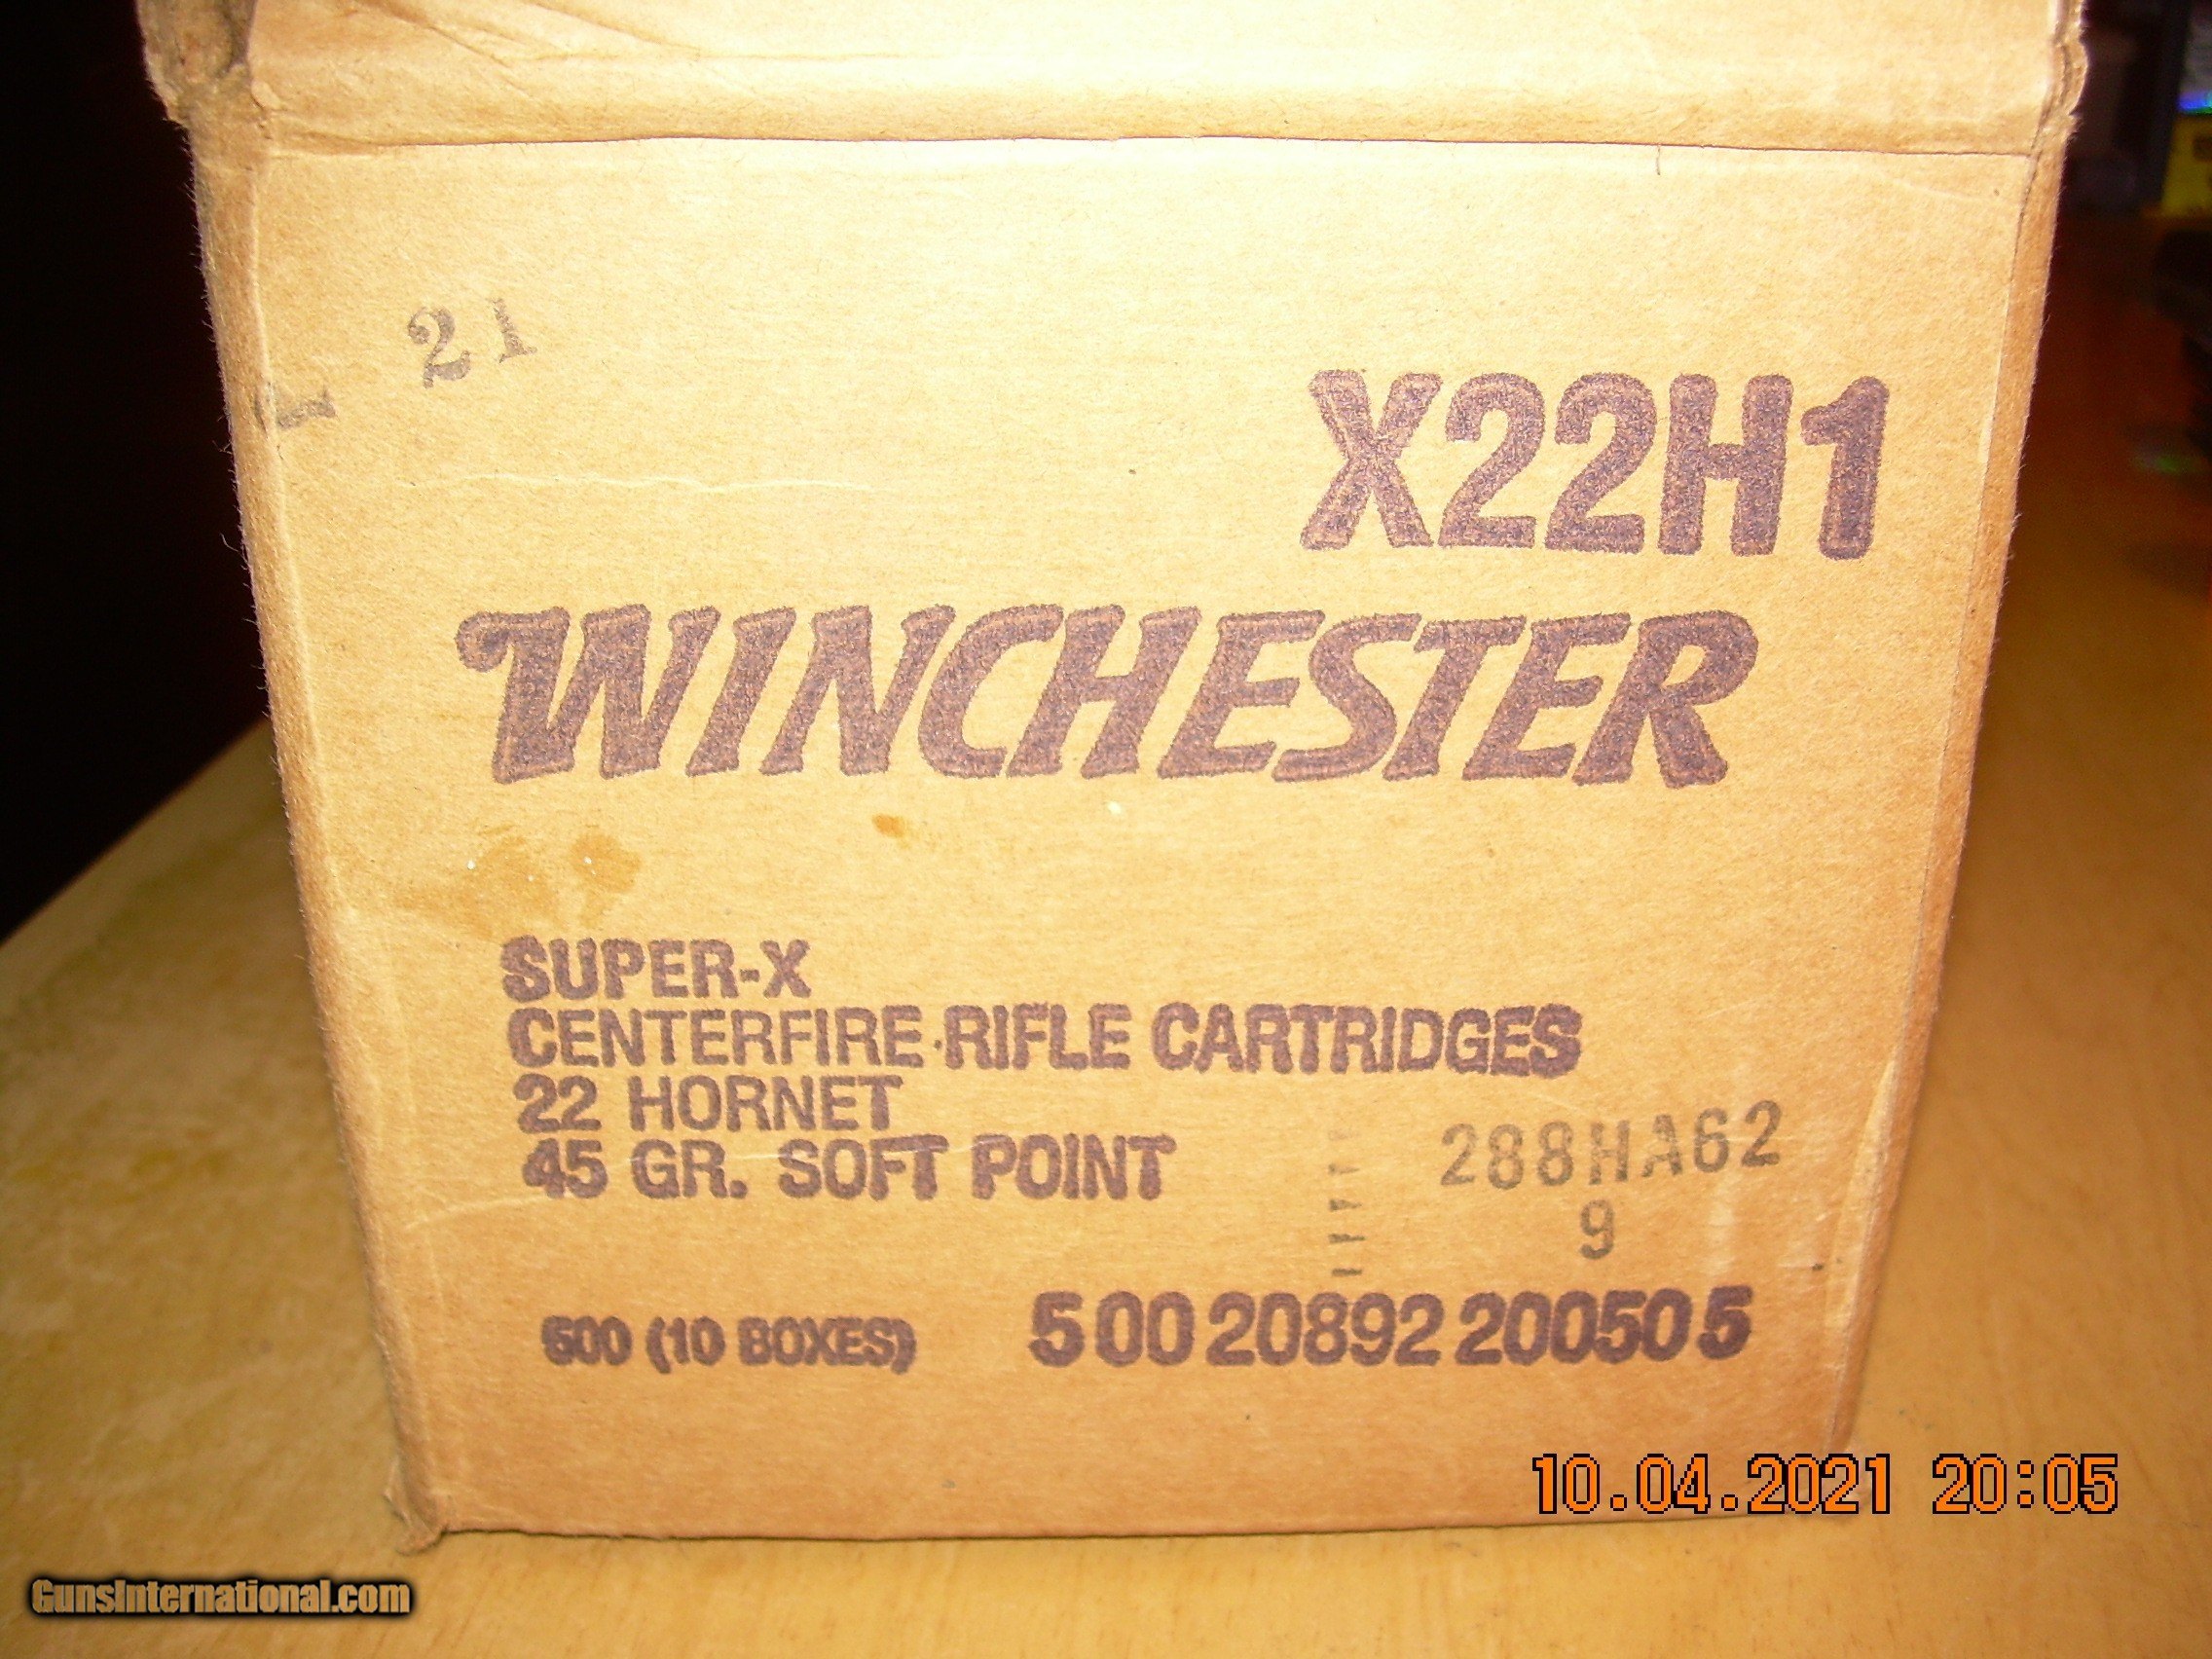 21
X22H1
WINCHESTER
SUPER-X
CENTERFIRE RIFLE CARTRIDGES
22 HORNET
45 GR. SOFT POINT
288HA62
9
500 (10 BOXES) 5 00 20892 20050 5
10.04.2021 20:05
GunsInternational.com